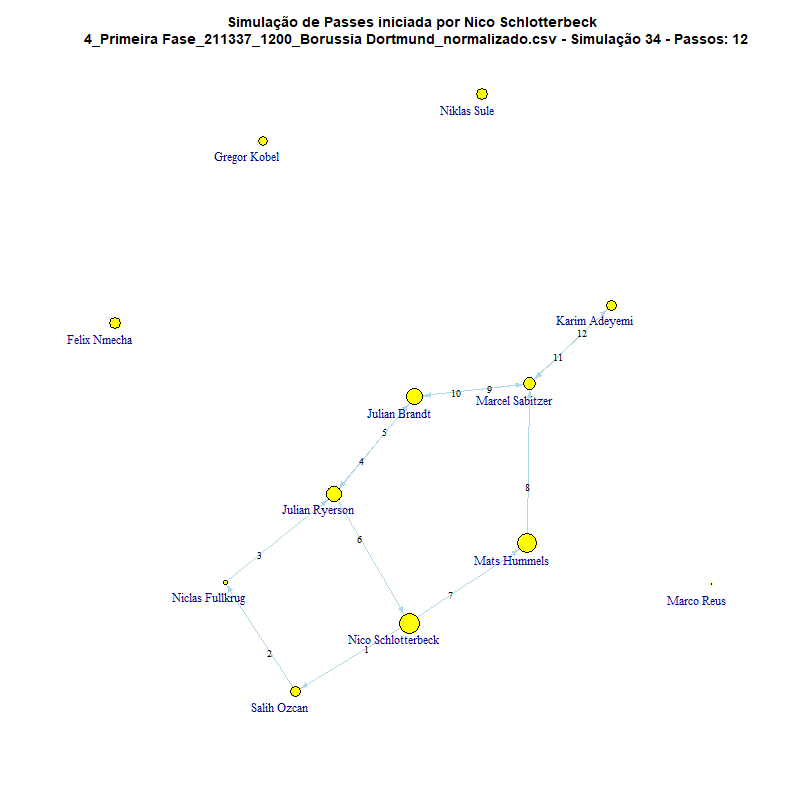 Simulação de Passes iniciada por Nico Schlotterbeck
4_Primeira Fase_211337_1200_Borussia Dortmund_normalizado.csv - Simulação 34 - Passos: 12
Niklas Sule
Gregor Kobel
Karim Adeyemi
Felix Nmecha
12
11
10
9
Marcel Sabitzer
Julian Brandt
5
4
8
Julian Ryerson
6
3
Mats Hummels
7
Niclas Fullkrug
Marco Reus
Nico Schlotterbeck
1
2
Salih Ozcan